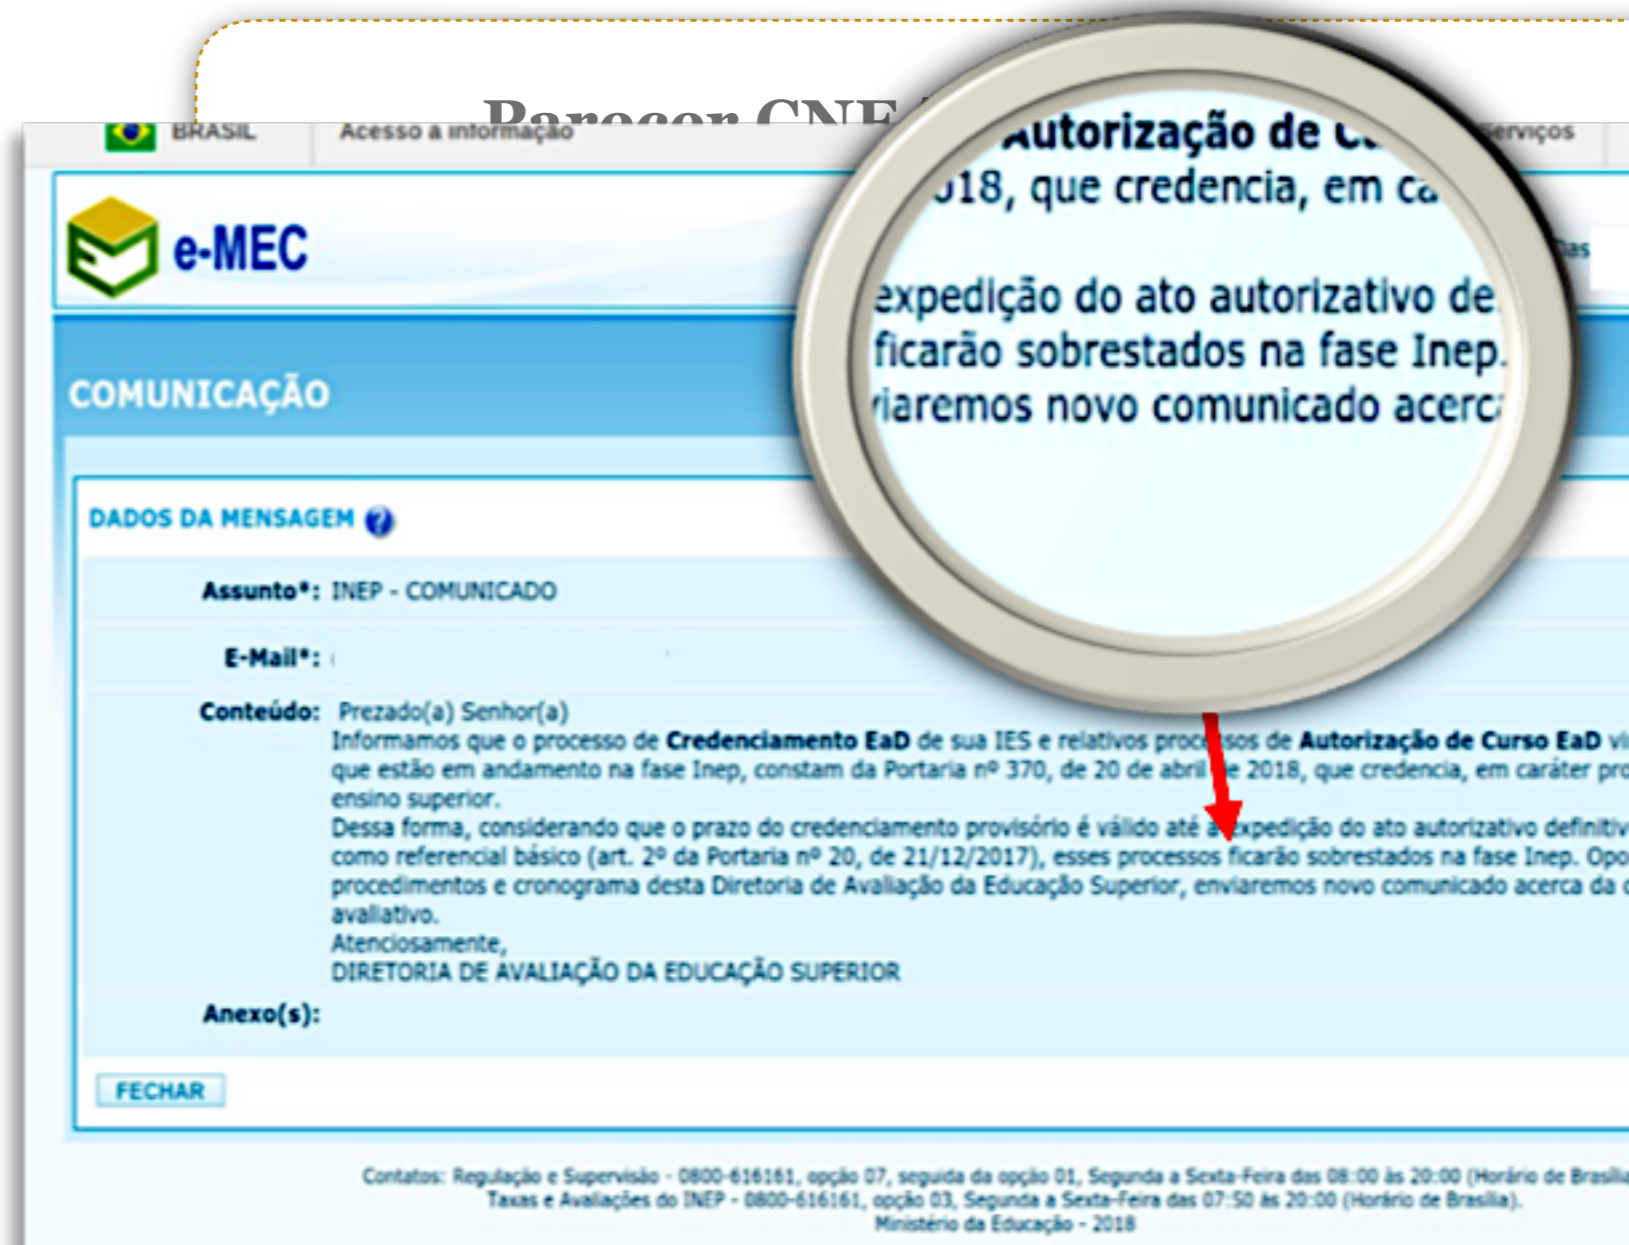 Parecer CNE
BRASIL Acesso à informação Serviços
e-MEC
COMUNICAÇÃO
Autorização de C
018, que credencia, em ca
expedição do ato autorizativo de
ficarão sobrestados na fase Inep.
viaremos novo comunicado acerca
DADOS DA MENSAGEM ?
Assunto*: INEP - COMUNICADO
E-Mail*:
Conteúdo: Prezado(a) Senhor(a)
Informamos que o processo de Credenciamento EaD de sua IES e relativos processos de Autorização de Curso EaD vi
que estão em andamento na fase Inep, constam da Portaria nº 370, de 20 de abril de 2018, que credencia, em caráter pro
ensino superior.
Dessa forma, considerando que o prazo do credenciamento provisório é válido até a expedição do ato autorizativo definitiv
como referencial básico (art. 2º da Portaria nº 20, de 21/12/2017), esses processos ficarão sobrestados na fase Inep. Opo
procedimentos e cronograma desta Diretoria de Avaliação da Educação Superior, enviaremos novo comunicado acerca da
avaliativo.
Atenciosamente,
DIRETORIA DE AVALIAÇÃO DA EDUCAÇÃO SUPERIOR
Anexo(s):
FECHAR
Contatos: Regulação e Supervisão - 0800-616161, opção 07, seguida da opção 01, Segunda a Sexta-Feira das 08:00 às 20:00 (Horário de Brasília
Taxas e Avaliações do INEP - 0800-616161, opção 03, Segunda a Sexta-Feira das 07:50 às 20:00 (Horário de Brasília).
Ministério da Educação - 2018